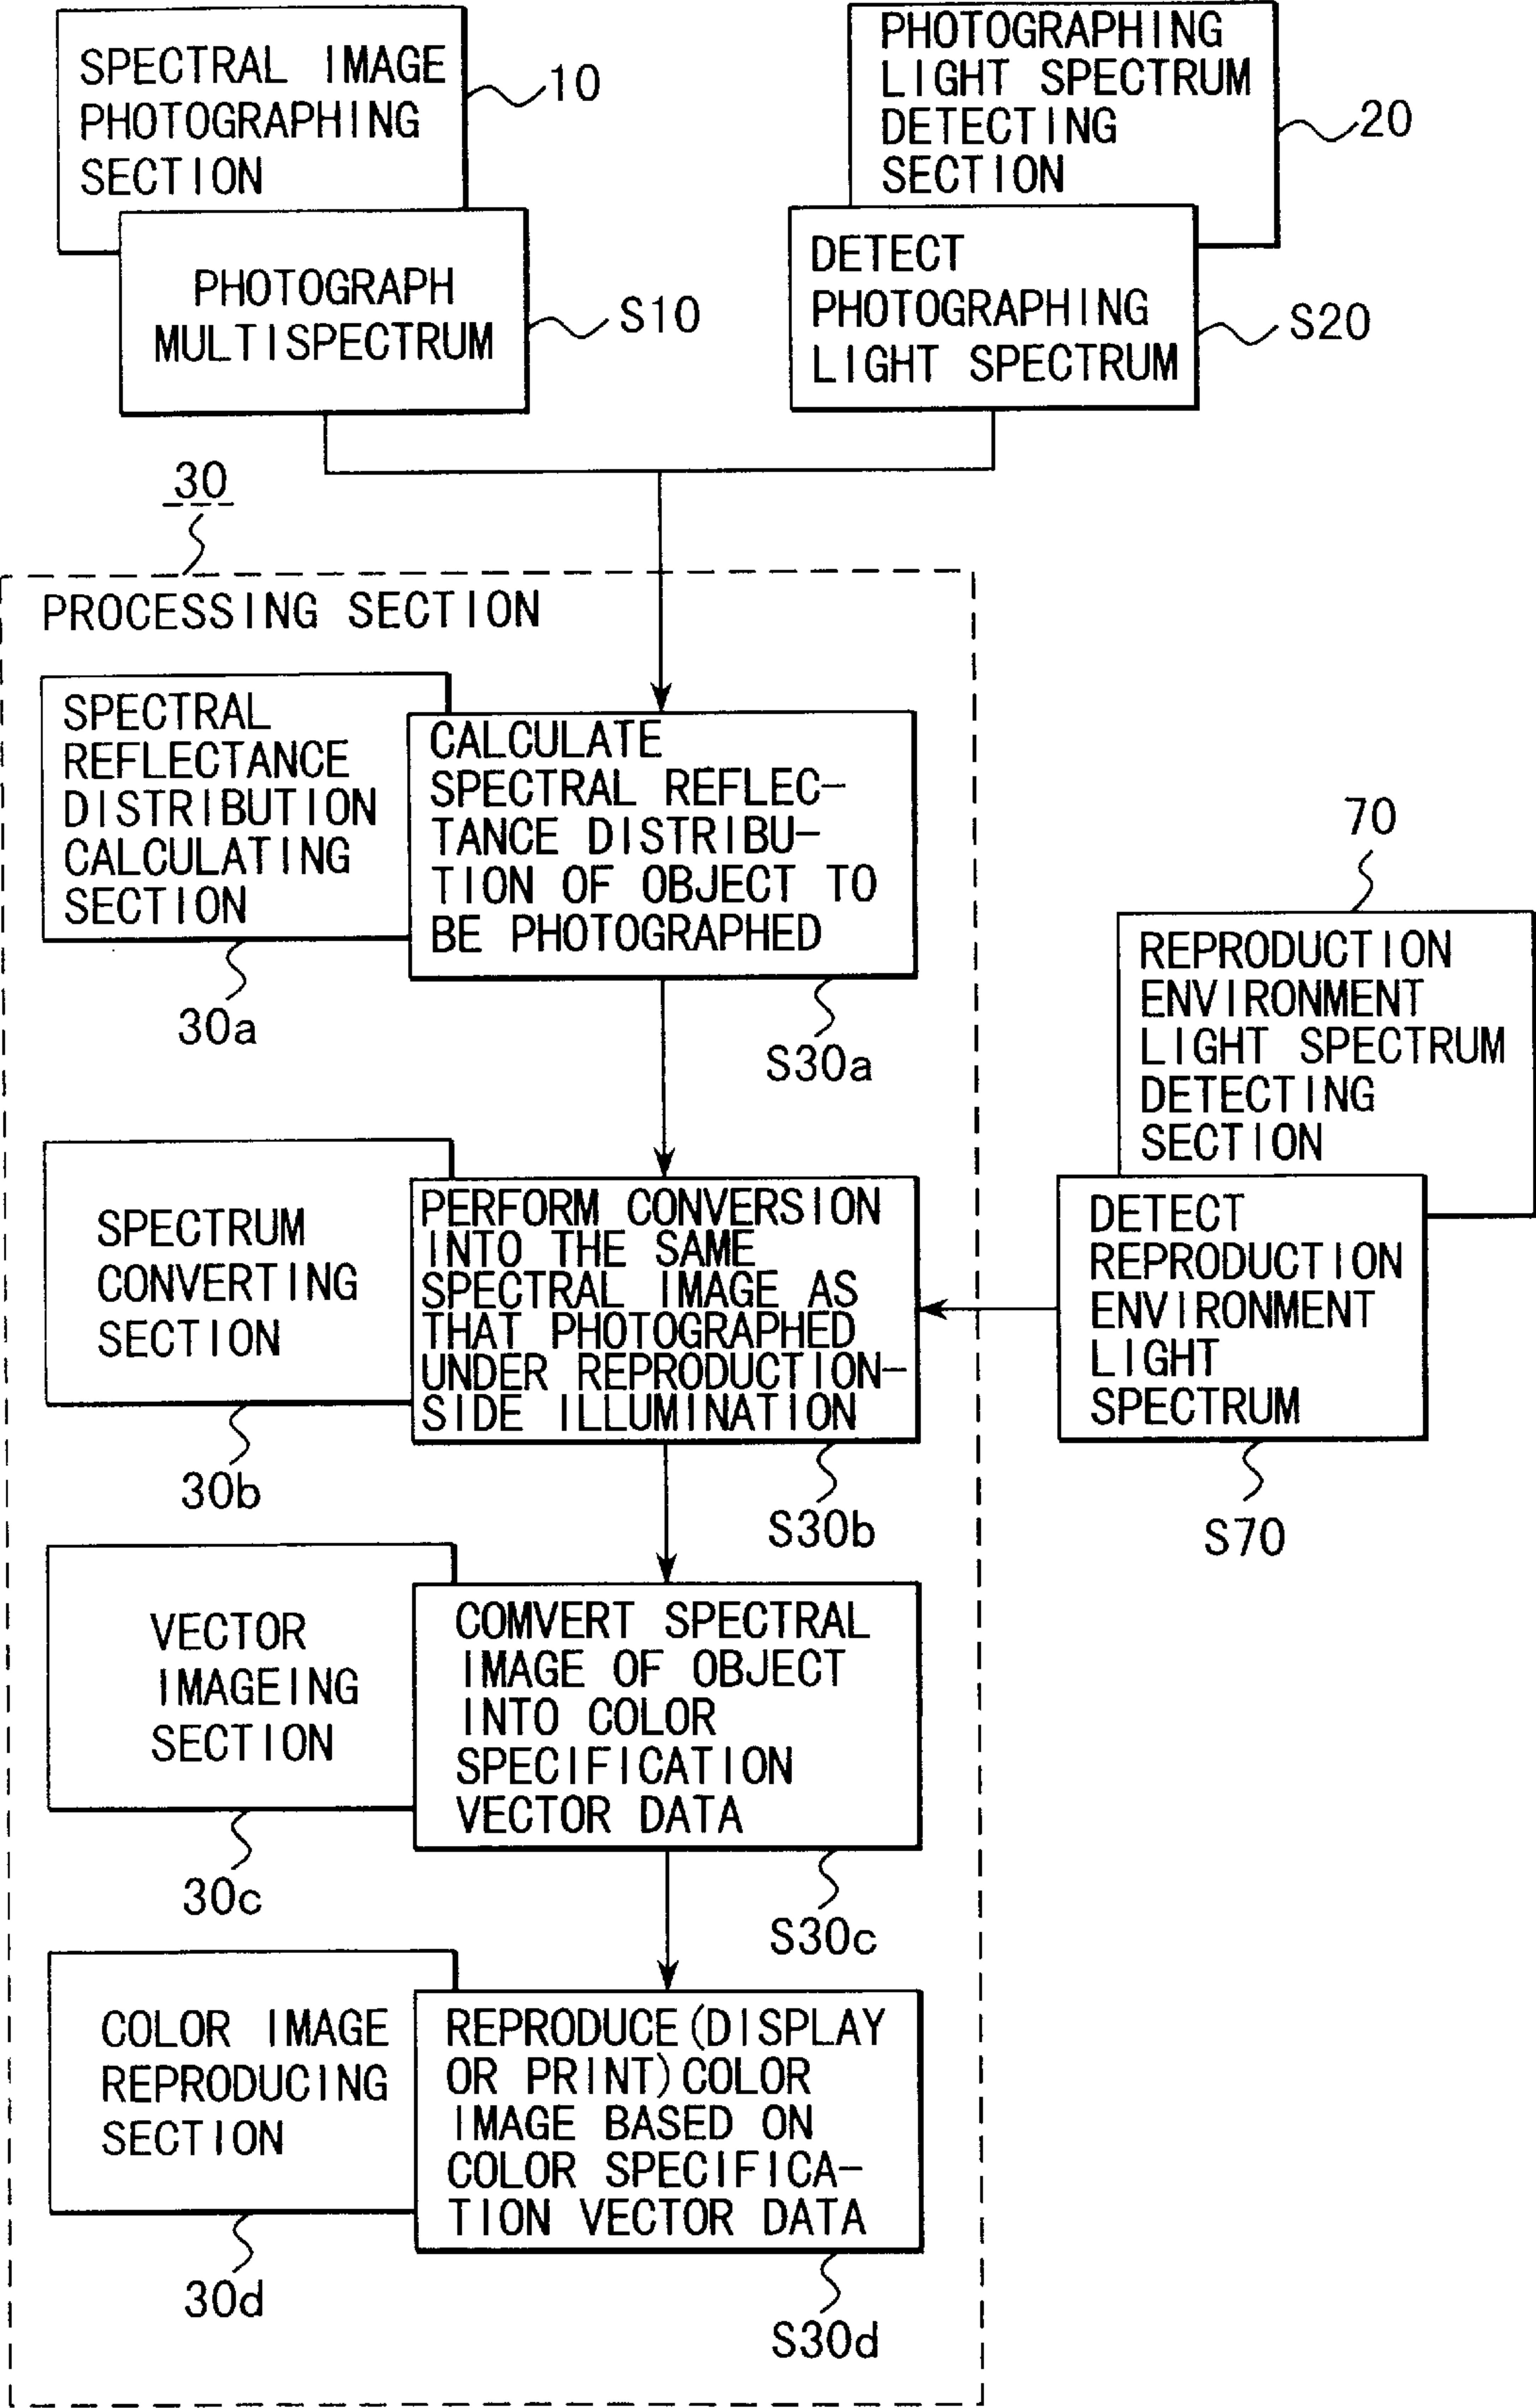 SPECTRAL IMAGE
PHOTOGRAPHING
SECTION
10
PHOTOGRAPH
MULTISPECTRUM
S10
PHOTOGRAPHING
LIGHT SPECTRUM
DETECTING
SECTION
20
DETECT
PHOTOGRAPHING
LIGHT SPECTRUM
S20
30
PROCESSING SECTION
SPECTRAL
REFLECTANCE
DISTRIBUTION
CALCULATING
SECTION
30a
CALCULATE
SPECTRAL REFLEC-
TANCE DISTRIBU-
TION OF OBJECT TO
BE PHOTOGRAPHED
S30a
70
REPRODUCTION
ENVIRONMENT
LIGHT SPECTRUM
DETECTING
SECTION
DETECT
REPRODUCTION
ENVIRONMENT
LIGHT
SPECTRUM
S70
SPECTRUM
CONVERTING
SECTION
30b
PERFORM CONVERSION
INTO THE SAME
SPECTRAL IMAGE AS
THAT PHOTOGRAPHED
UNDER REPRODUCTION-
SIDE ILLUMINATION
S30b
VECTOR
IMAGEING
SECTION
30c
COMVERT SPECTRAL
IMAGE OF OBJECT
INTO COLOR
SPECIFICATION
VECTOR DATA
S30c
COLOR IMAGE
REPRODUCING
SECTION
30d
REPRODUCE(DISPLAY
OR PRINT)COLOR
IMAGE BASED ON
COLOR SPECIFICA-
TION VECTOR DATA
S30d